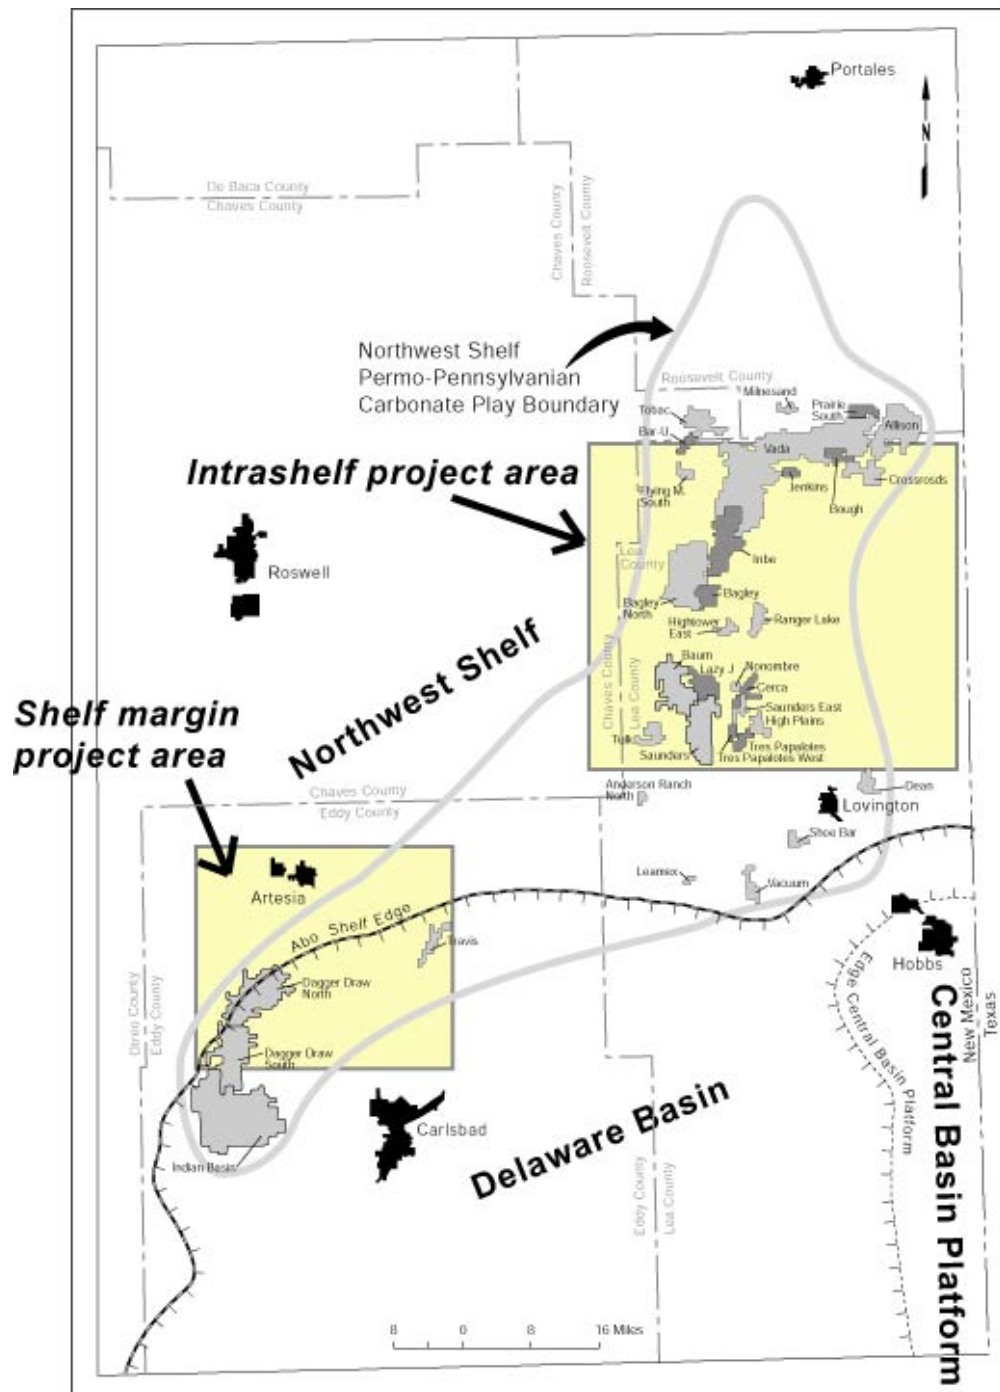 Portales
N
De Baca County
Chaves County
Chaves County
Roosevelt County
Northwest Shelf
Permo-Pennsylvanian
Carbonate Play Boundary
Roosevelt County
Milnesand
Prairie
South
Tobac
Allison
Bar-U
Vada
Intrashelf project area
Flying M.
South
Jenkins
Crossrosds
Bough
Roswell
Lea
County
Inbe
Bagley
North
Bagley
Hightower
East
Ranger Lake
Northwest Shelf
Baum
Lazy J
Nonombre
Cerca
Chaves County
Lea County
Saunders East
High Plains
Shelf margin
project area
Tulk
Tres Papalotes
Saunders
Tres Papalotes West
Anderson Ranch
North
Dean
Chaves County
Eddy County
Lovington
Shoe Bar
Artesia
Leamex
Vacuum
Abo Shelf Edge
Travis
Hobbs
Dagger Draw
North
Otreo County
Eddy County
Edge Central Basin Platform
New Mexico
Texas
Dagger Draw
South
Central Basin Platform
Carlsbad
Delaware Basin
Indian Basin
Eddy County
Lea County
8 0 8 16 Miles